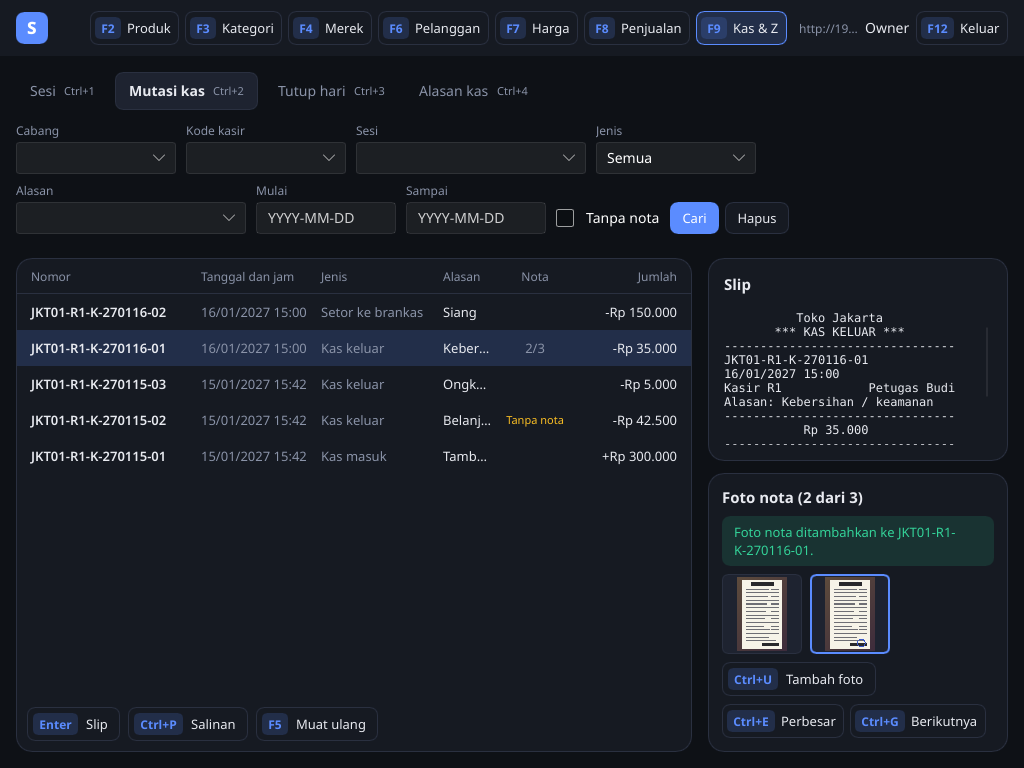 S
F2 Produk F3 Kategori F4 Merek F6 Pelanggan F7 Harga F8 Penjualan F9 Kas & Z http://19... Owner F12 Keluar
Sesi Ctrl+1 Mutasi kas Ctrl+2 Tutup hari Ctrl+3 Alasan kas Ctrl+4
Cabang Kode kasir Sesi Jenis
Semua
Alasan Mulai Sampai
YYYY-MM-DD YYYY-MM-DD Tanpa nota Cari Hapus
Nomor Tanggal dan jam Jenis Alasan Nota Jumlah
JKT01-R1-K-270116-02 16/01/2027 15:00 Setor ke brankas Siang -Rp 150.000
JKT01-R1-K-270116-01 16/01/2027 15:00 Kas keluar Keber... 2/3 -Rp 35.000
JKT01-R1-K-270115-03 15/01/2027 15:42 Kas keluar Ongk... -Rp 5.000
JKT01-R1-K-270115-02 15/01/2027 15:42 Kas keluar Belanj... Tanpa nota -Rp 42.500
JKT01-R1-K-270115-01 15/01/2027 15:42 Kas masuk Tamb... +Rp 300.000
Enter Slip Ctrl+P Salinan F5 Muat ulang
Slip
Toko Jakarta
*** KAS KELUAR ***
--------------------------------
JKT01-R1-K-270116-01
16/01/2027 15:00
Kasir R1 Petugas Budi
Alasan: Kebersihan / keamanan
--------------------------------
Rp 35.000
--------------------------------
Foto nota (2 dari 3)
Foto nota ditambahkan ke JKT01-R1-
K-270116-01.
Ctrl+U Tambah foto
Ctrl+E Perbesar Ctrl+G Berikutnya